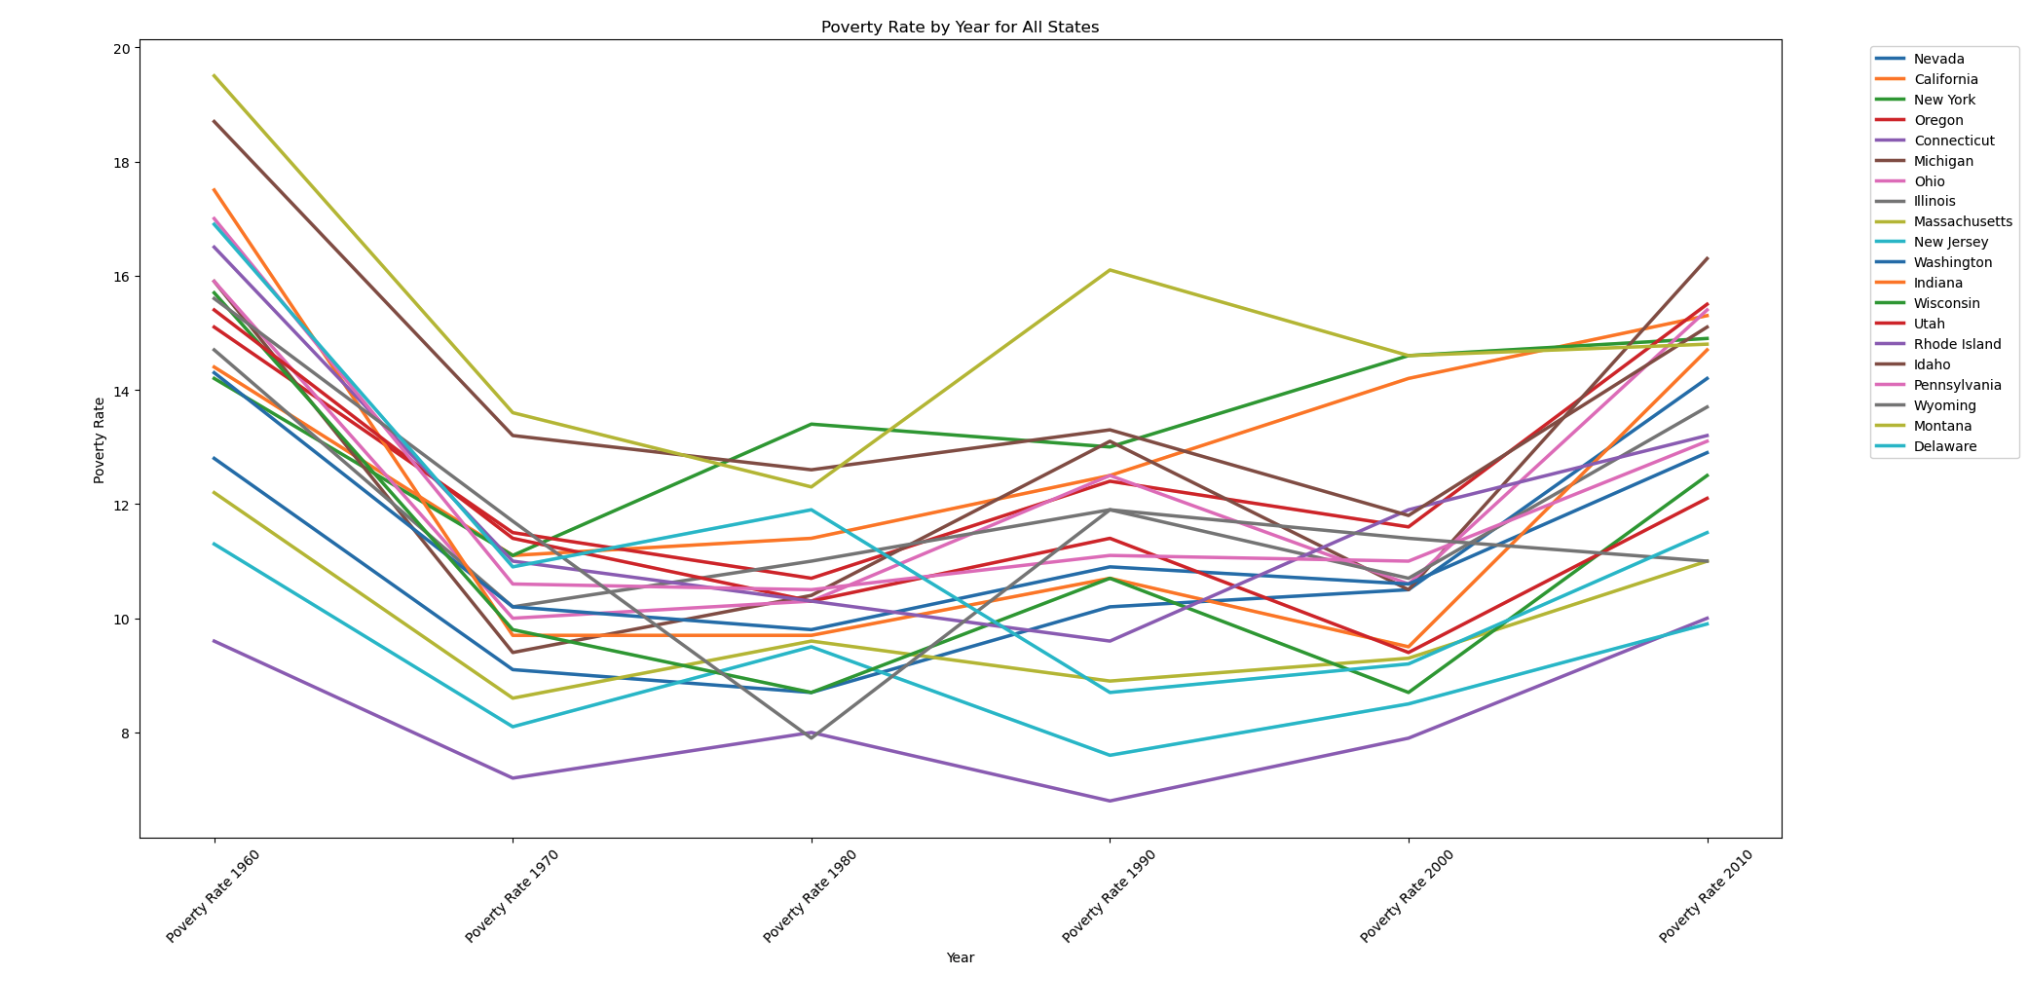 Poverty Rate by Year for All States
20
18
16
14
12
10
8
Poverty Rate
Poverty Rate 1960
Poverty Rate 1970
Poverty Rate 1980
Poverty Rate 1990
Poverty Rate 2000
Poverty Rate 2010
Year
Nevada
California
New York
Oregon
Connecticut
Michigan
Ohio
Illinois
Massachusetts
New Jersey
Washington
Indiana
Wisconsin
Utah
Rhode Island
Idaho
Pennsylvania
Wyoming
Montana
Delaware